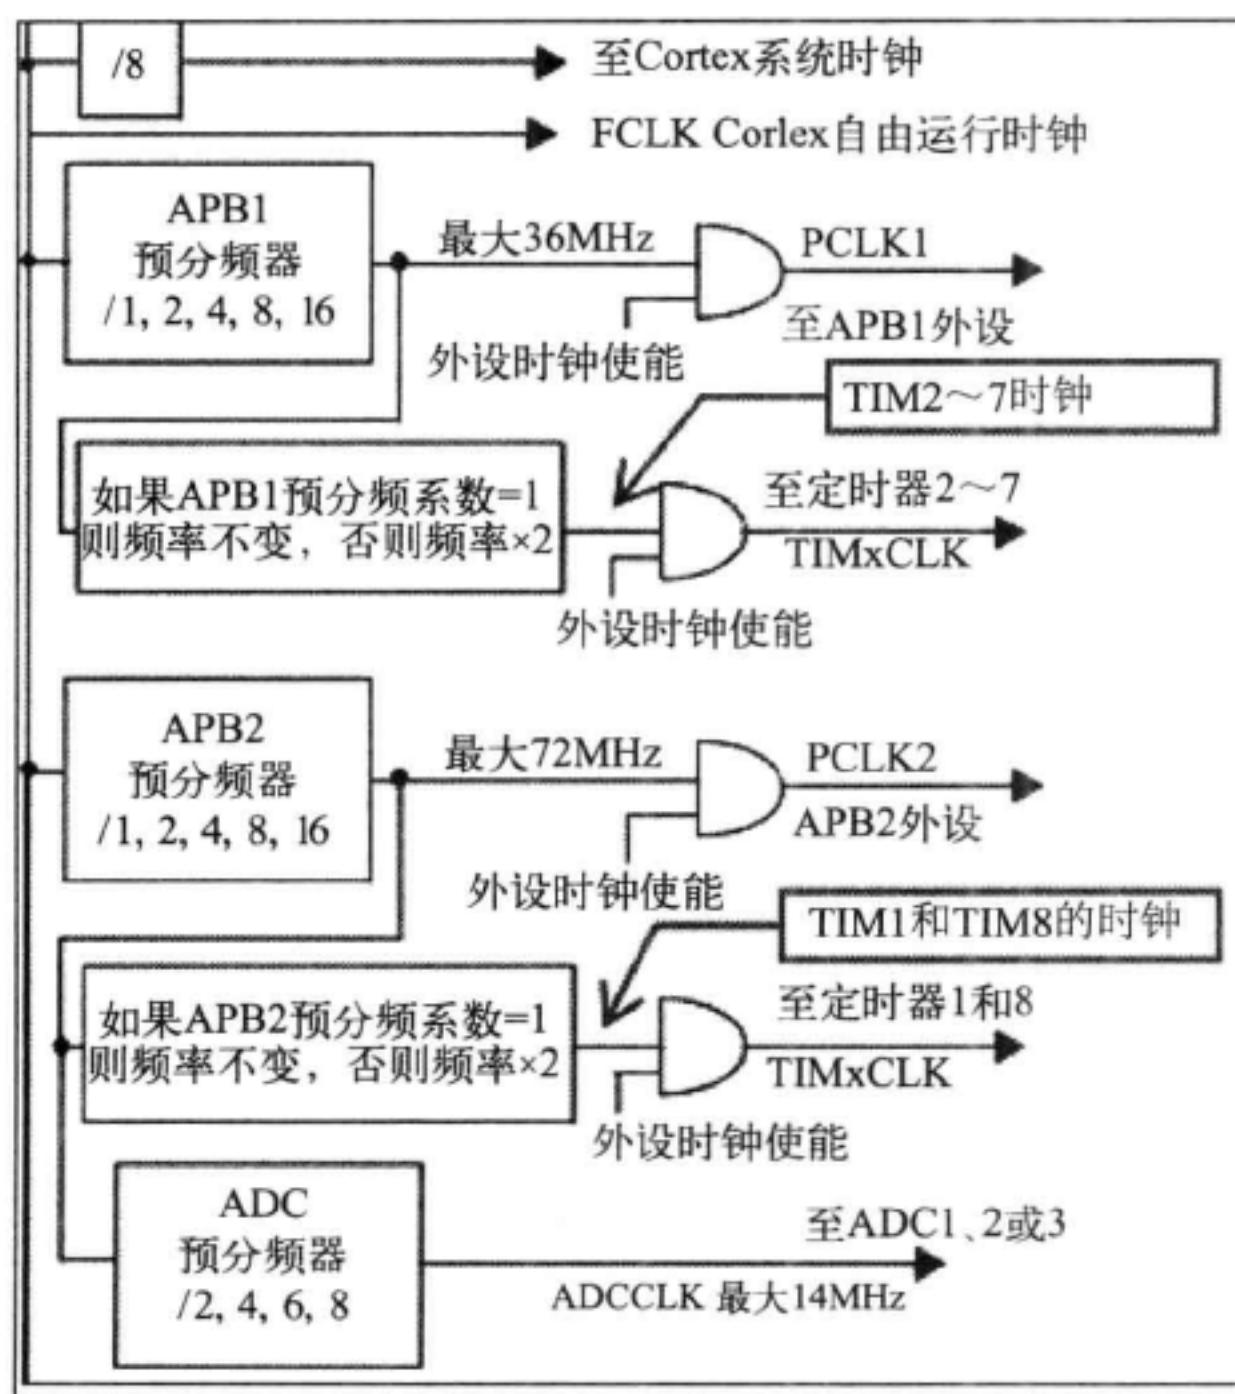 /8
至Cortex系统时钟
FCLK Corlex自由运行时钟
APB1
预分频器
/1, 2, 4, 8, 16
最大36MHz
PCLK1
至APB1外设
外设时钟使能
TIM2～7时钟
如果APB1预分频系数=1
则频率不变，否则频率×2
至定时器2～7
TIMxCLK
外设时钟使能
APB2
预分频器
/1, 2, 4, 8, 16
最大72MHz
PCLK2
APB2外设
外设时钟使能
TIM1和TIM8的时钟
如果APB2预分频系数=1
则频率不变，否则频率×2
至定时器1和8
TIMxCLK
外设时钟使能
ADC
预分频器
/2, 4, 6, 8
至ADC1、2或3
ADCCLK 最大14MHz